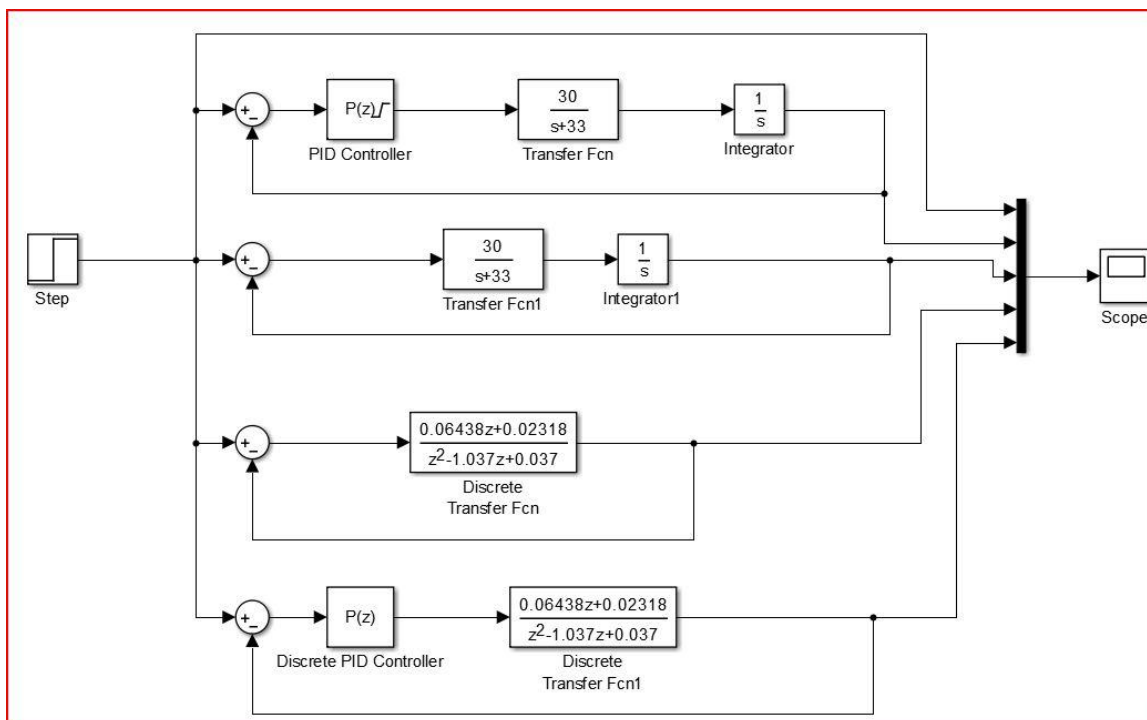 +
−
P(z)
PID Controller
30
s+33
Transfer Fcn
1
s
Integrator
Step
+
−
30
s+33
Transfer Fcn1
1
s
Integrator1
Scope
+
−
0.06438z+0.02318
z²-1.037z+0.037
Discrete
Transfer Fcn
+
−
P(z)
Discrete PID Controller
0.06438z+0.02318
z²-1.037z+0.037
Discrete
Transfer Fcn1